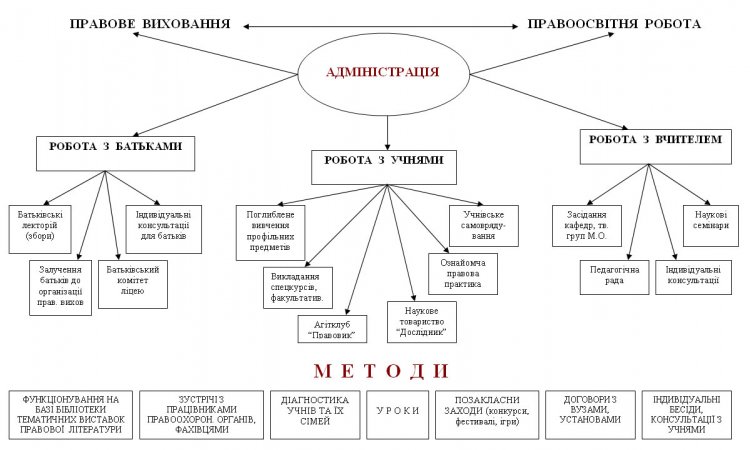 ПРАВОВЕ ВИХОВАННЯ
ПРАВООСВІТНЯ РОБОТА
АДМІНІСТРАЦІЯ
РОБОТА З БАТЬКАМИ
РОБОТА З УЧНЯМИ
РОБОТА З ВЧИТЕЛЕМ
Батьківські
лекторій
(збори)
Індивідуальні
консультації
для батьків
Залучення
батьків до
організації
прав. вихов
Батьківський
комітет
ліцею
Поглиблене
вивчення
профільних
предметів
Учнівське
самовряду-
вання
Викладання
спецкурсів,
факультатив.
Ознайомча
правова
практика
Агітклуб
“Правовик”
Наукове
товариство
“Дослідник”
Засідання
кафедр, тв.
груп М.О.
Наукові
семінари
Педагогічна
рада
Індивідуальні
консультації
МЕТОДИ
ФУНКЦІОНУВАННЯ НА
БАЗІ БІБЛІОТЕКИ
ТЕМАТИЧНИХ ВИСТАВОК
ПРАВОВОЇ ЛІТЕРАТУРИ
ЗУСТРІЧІ З
ПРАЦІВНИКАМИ
ПРАВООХОРОН. ОРГАНІВ,
ФАХІВЦЯМИ
ДІАГНОСТИКА
УЧНІВ ТА ЇХ
СІМЕЙ
УРОКИ
ПОЗАКЛАСНИ
ЗАХОДИ (конкурси,
фестивалі, ігри)
ДОГОВОРИ З
ВУЗАМИ,
УСТАНОВАМИ
ІНДИВІДУАЛЬНІ
БЕСІДИ,
КОНСУЛЬТАЦІЇ З
УЧНЯМИ